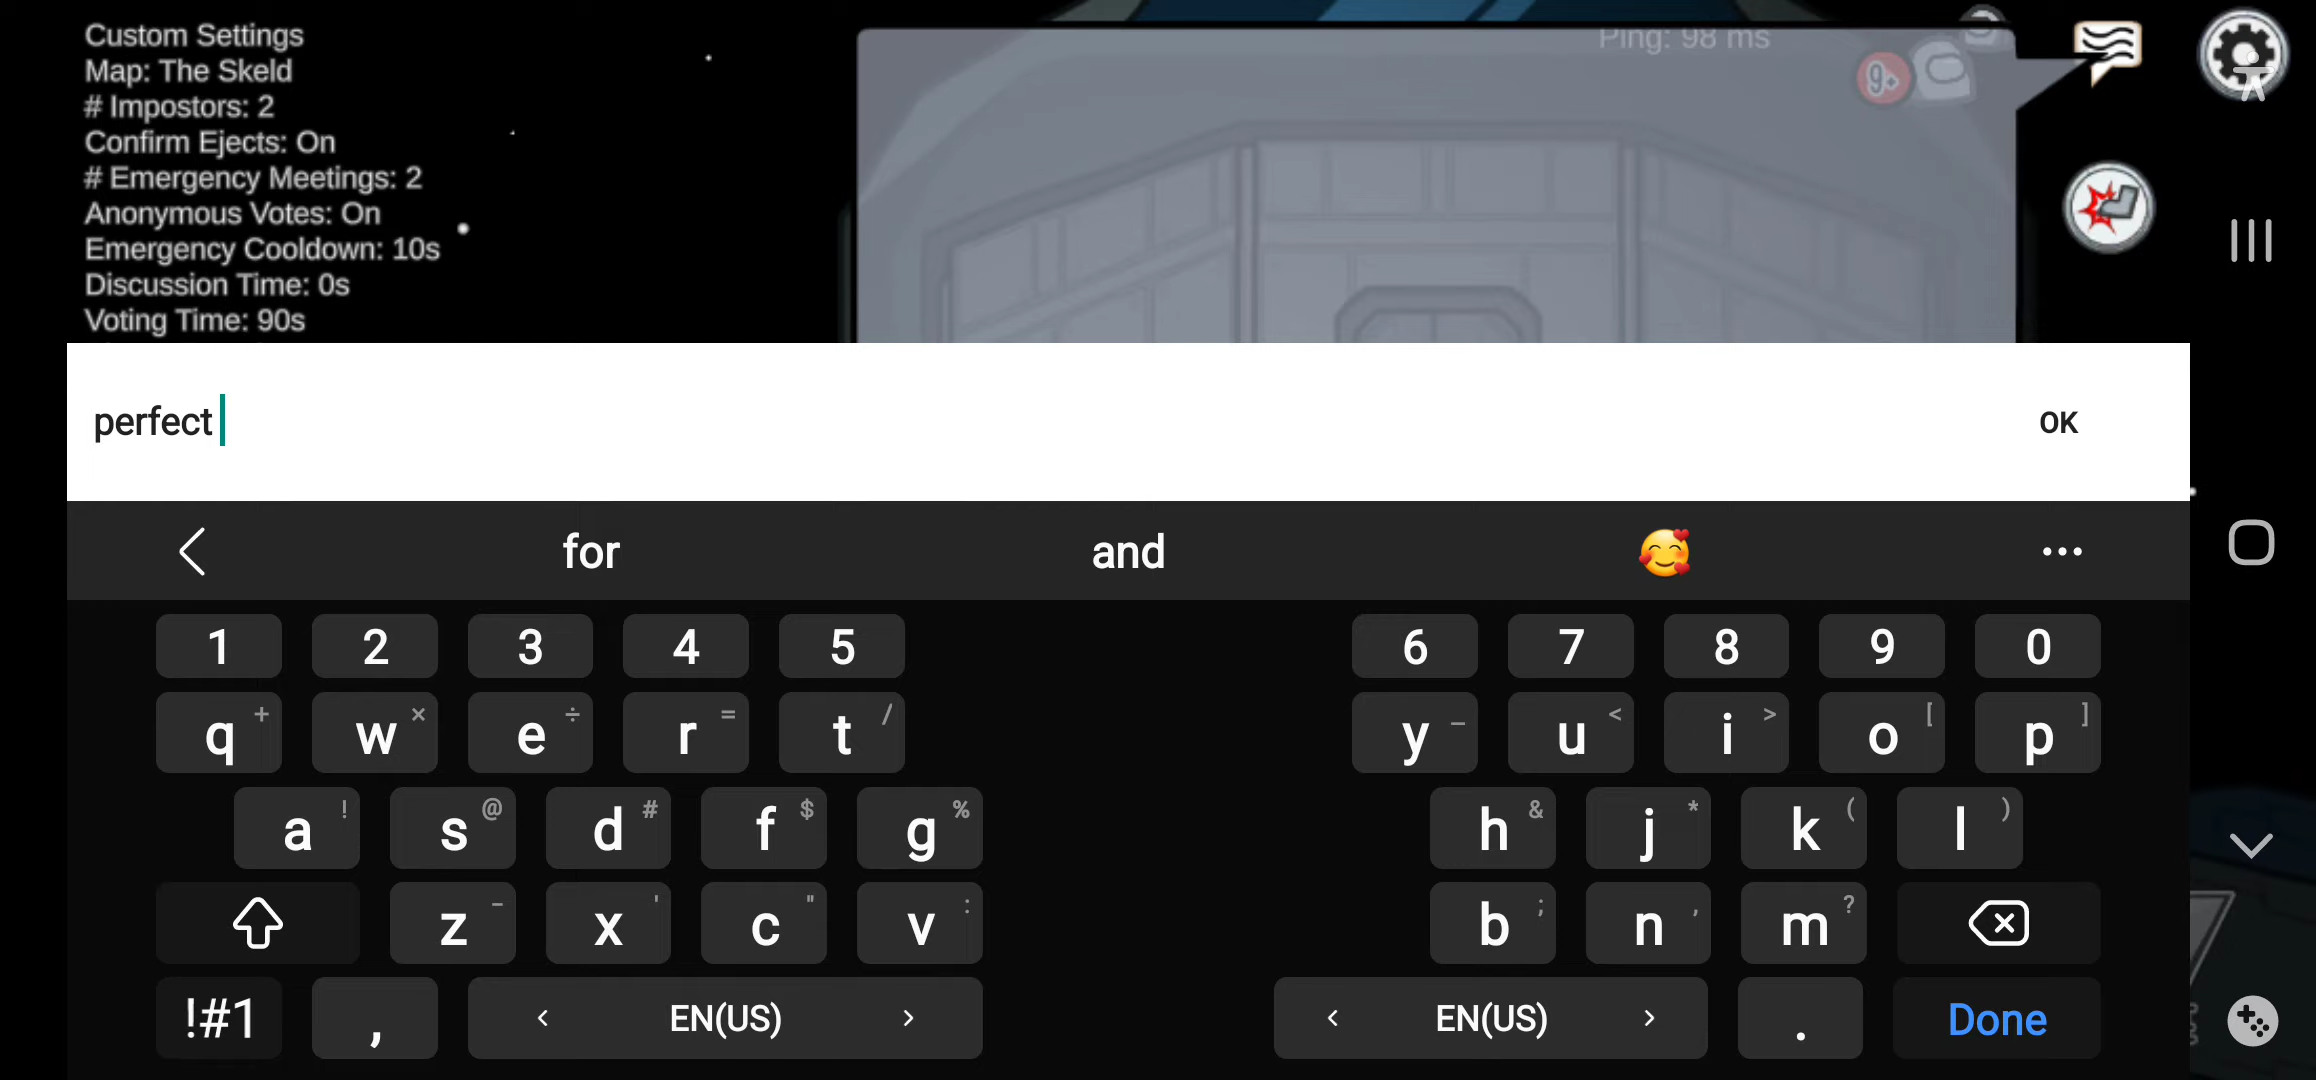 Custom Settings
Map: The Skeld
# Impostors: 2
Confirm Ejects: On
# Emergency Meetings: 2
Anonymous Votes: On
Emergency Cooldown: 10s
Discussion Time: 0s
Voting Time: 90s
Ping: 98 ms
9+
perfect
OK
for and
1 2 3 4 5 6 7 8 9 0
q + w × e ÷ r = t / y _ u < i > o [ p ]
a ! s @ d # f $ g % h & j * k ( l )
z - x ' c " v : b ; n , m ?
!#1 , < EN(US) > < EN(US) > . Done